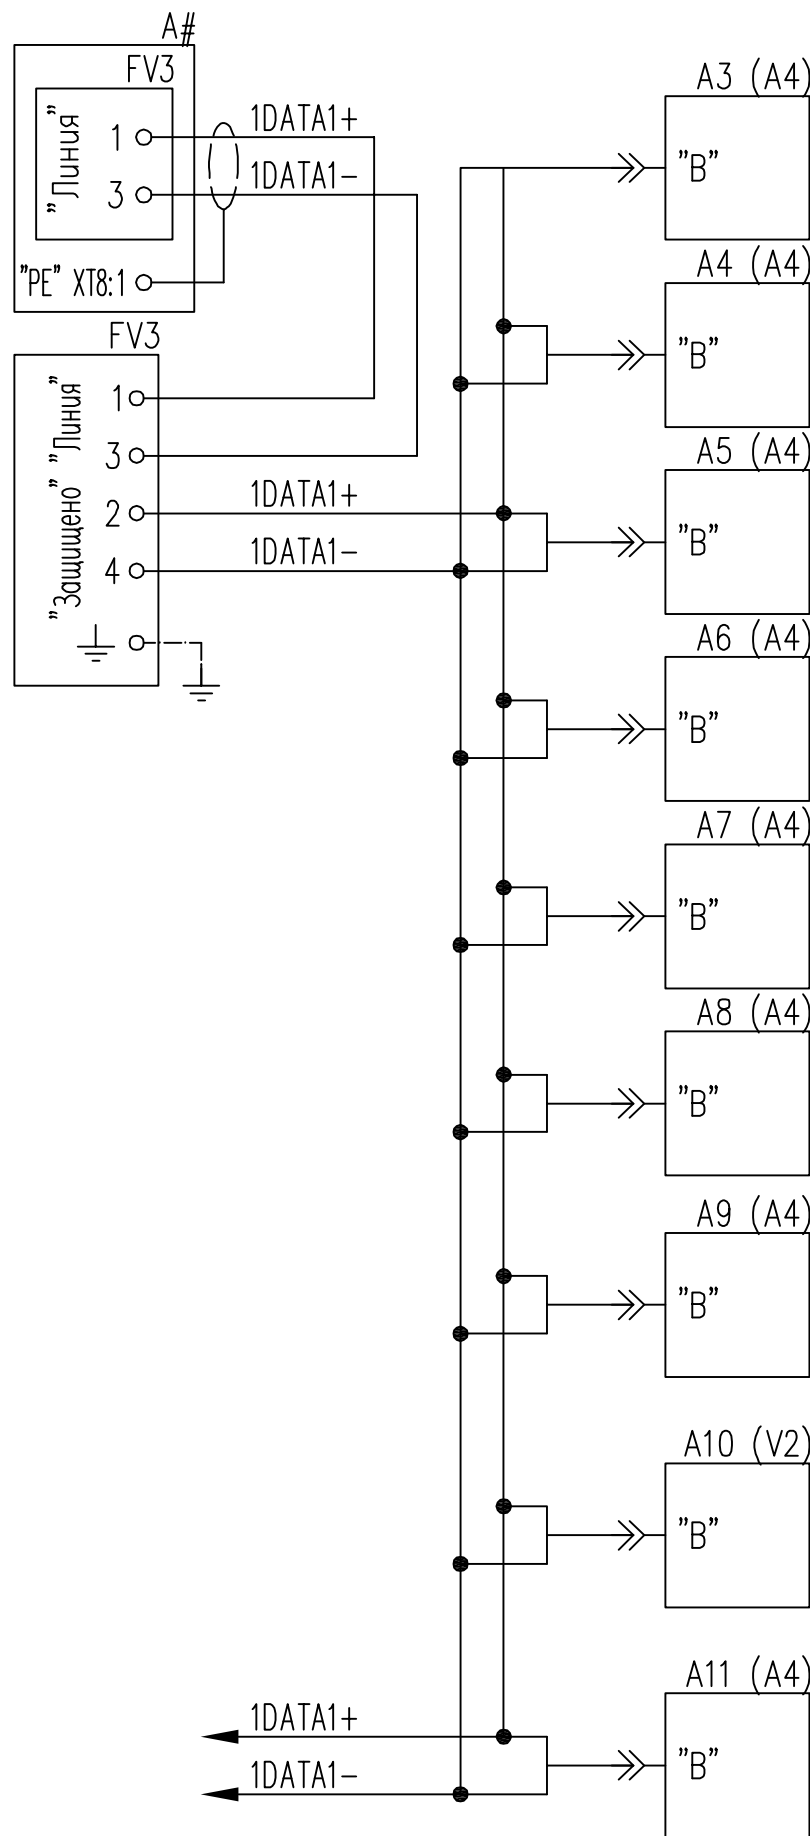 A#
FV3
"Линия"
1
1DATA1+
3
1DATA1-
"PE" XT8:1
FV3
"Линия"
1
3
"Защищено"
2
1DATA1+
4
1DATA1-
A3 (A4)
"B"
A4 (A4)
"B"
A5 (A4)
"B"
A6 (A4)
"B"
A7 (A4)
"B"
A8 (A4)
"B"
A9 (A4)
"B"
A10 (V2)
"B"
A11 (A4)
"B"
1DATA1+
1DATA1-